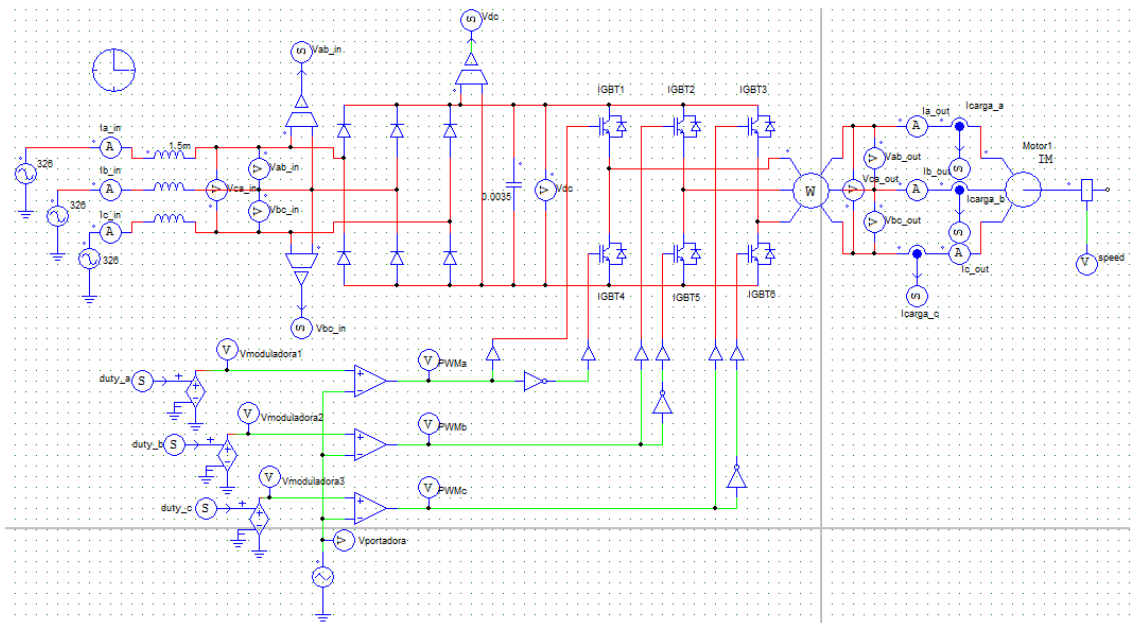 S
Vdc
S
Vab_in
IGBT1
IGBT2
IGBT3
Ia_in
A
1.5m
326
Ib_in
A
V
Vab_in
V
Vca_in
326
Ic_in
A
V
Vbc_in
326
0.0035
V
Vdc
Ia_out
A
Icarga_a
S
V
Vab_out
V
Vca_out
Ib_out
A
Icarga_b
S
V
Vbc_out
A
Ic_out
S
Icarga_c
W
Motor1
IM
V
speed
IGBT4
IGBT5
IGBT6
S
Vbc_in
V
Vmoduladora1
duty_a
S
V
PWMa
V
Vmoduladora2
duty_b
S
V
PWMb
V
Vmoduladora3
duty_c
S
V
PWMc
V
Vportadora